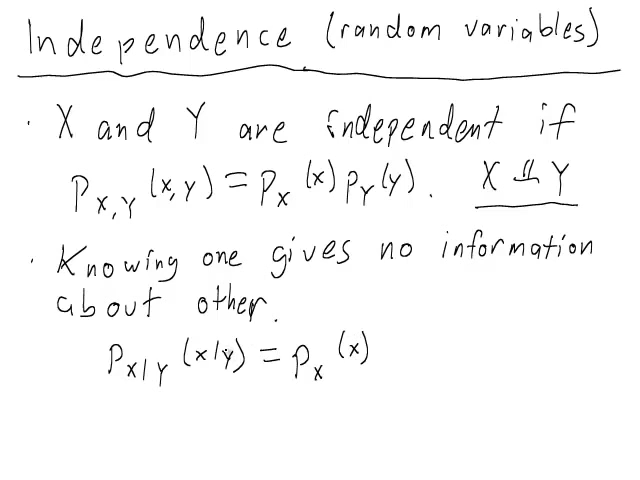 Independence (random variables)
· X and Y are independent if
p_{X,Y}(x,y) = p_X(x) p_Y(y). X ⫫ Y
· Knowing one gives no information
about other.
p_{X|Y}(x|y) = p_X(x)